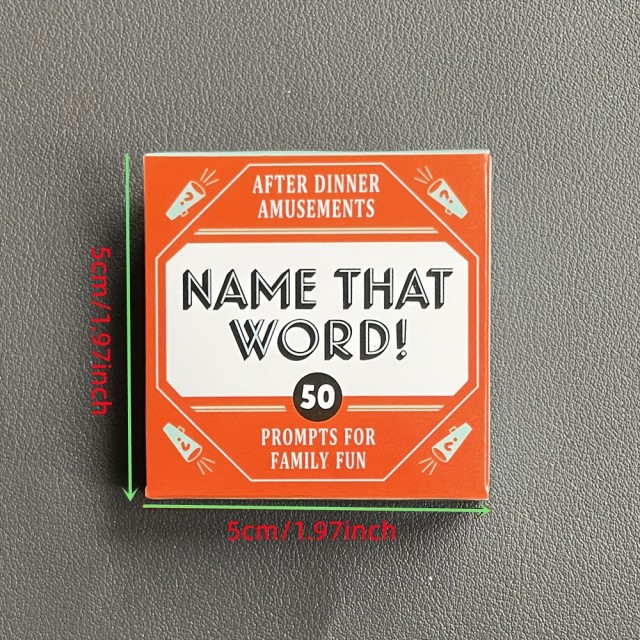 AFTER DINNER
AMUSEMENTS
NAME THAT
WORD!
50
PROMPTS FOR
FAMILY FUN
5cm/1.97inch
5cm/1.97inch